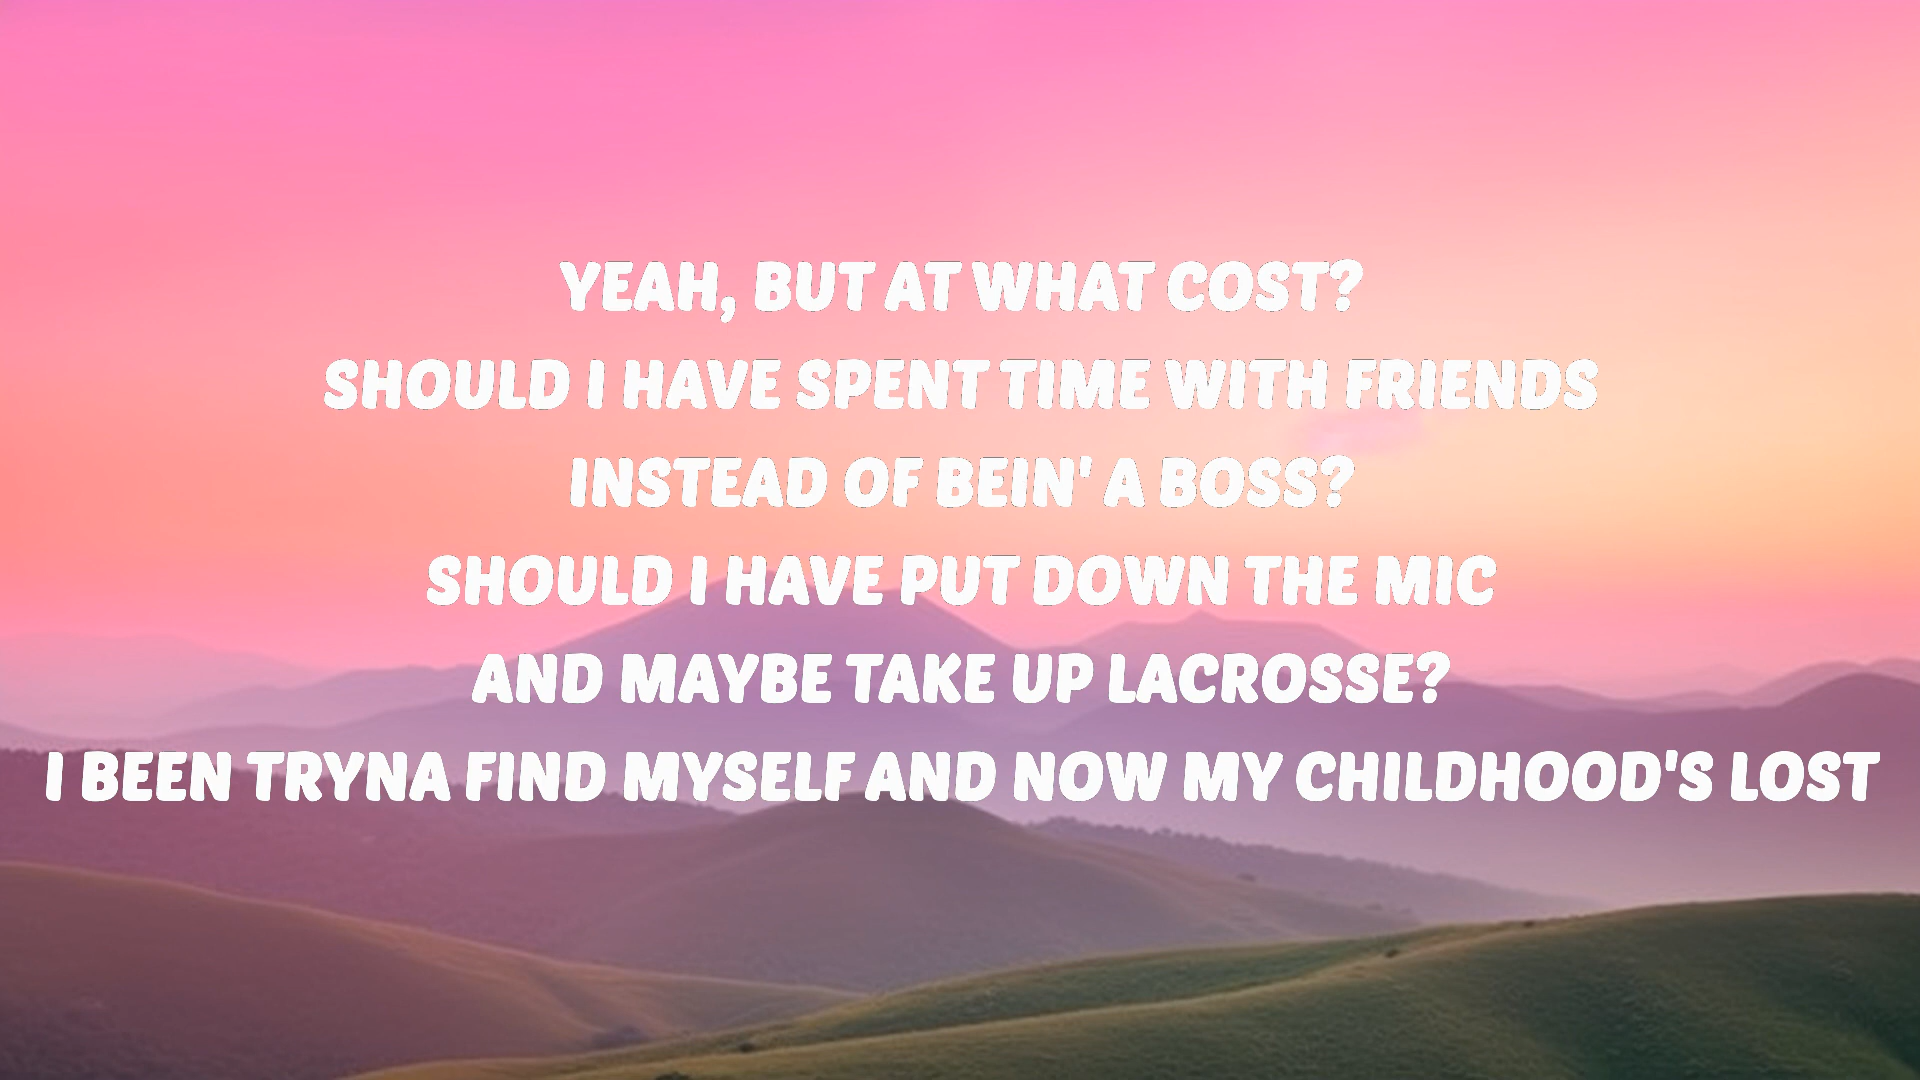 YEAH, BUT AT WHAT COST?
SHOULD I HAVE SPENT TIME WITH FRIENDS
INSTEAD OF BEIN' A BOSS?
SHOULD I HAVE PUT DOWN THE MIC
AND MAYBE TAKE UP LACROSSE?
I BEEN TRYNA FIND MYSELF AND NOW MY CHILDHOOD'S LOST